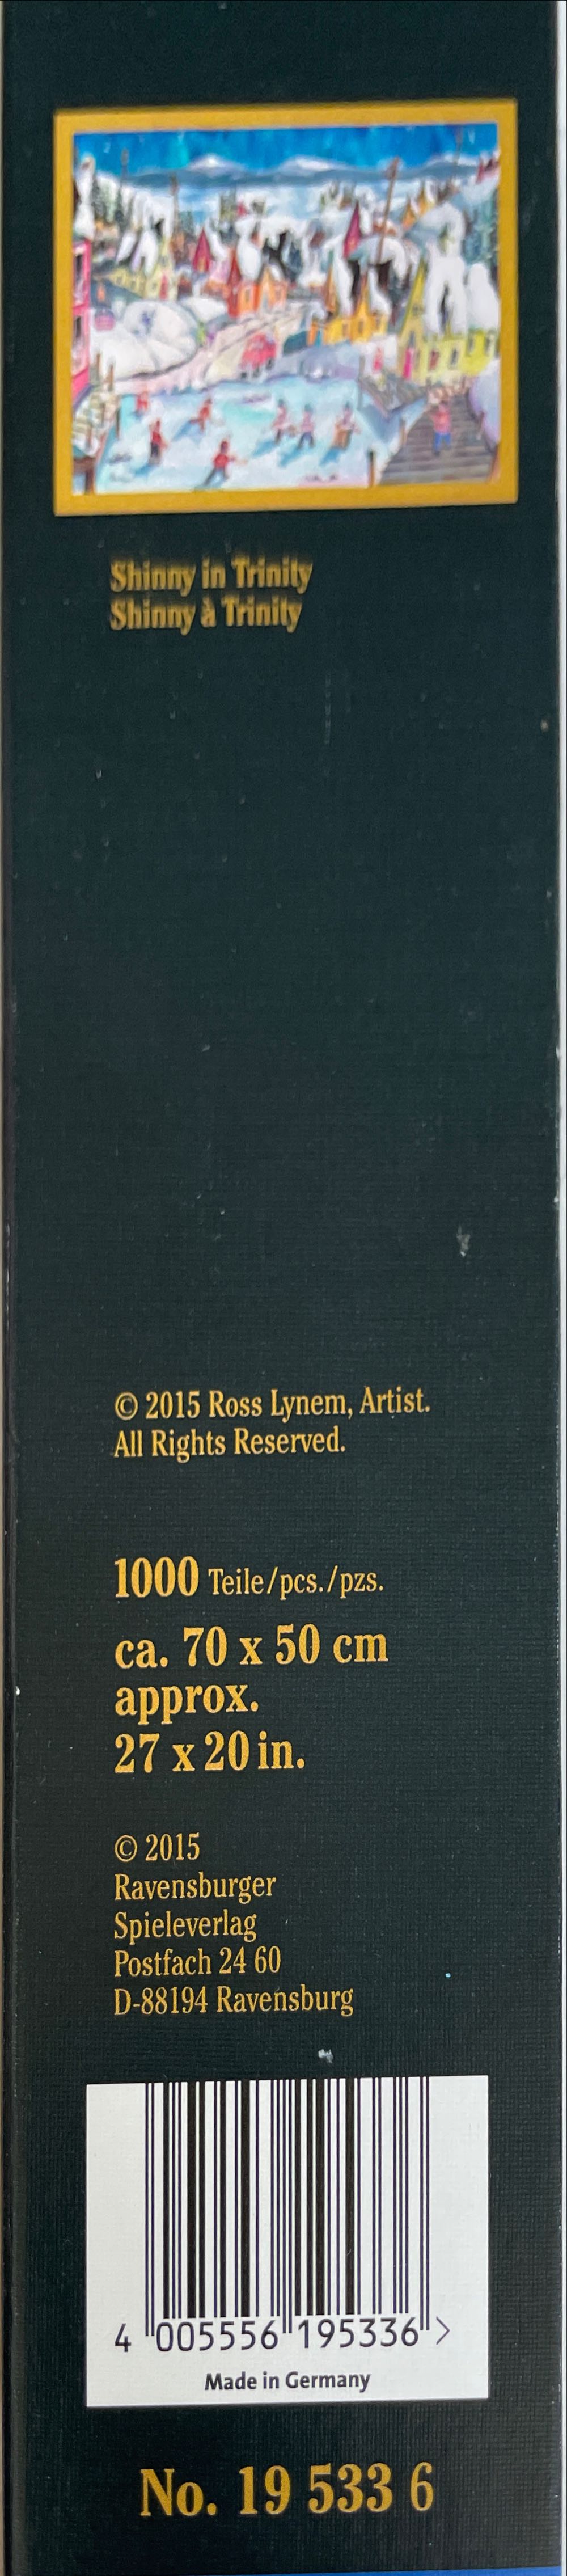 Shinny in Trinity
Shinny à Trinity
© 2015 Ross Lynem, Artist.
All Rights Reserved.
1000 Teile/pcs./pzs.
ca. 70 x 50 cm
approx.
27 x 20 in.
© 2015
Ravensburger
Spieleverlag
Postfach 24 60
D-88194 Ravensburg
4 005556 195336 >
Made in Germany
No. 19 533 6